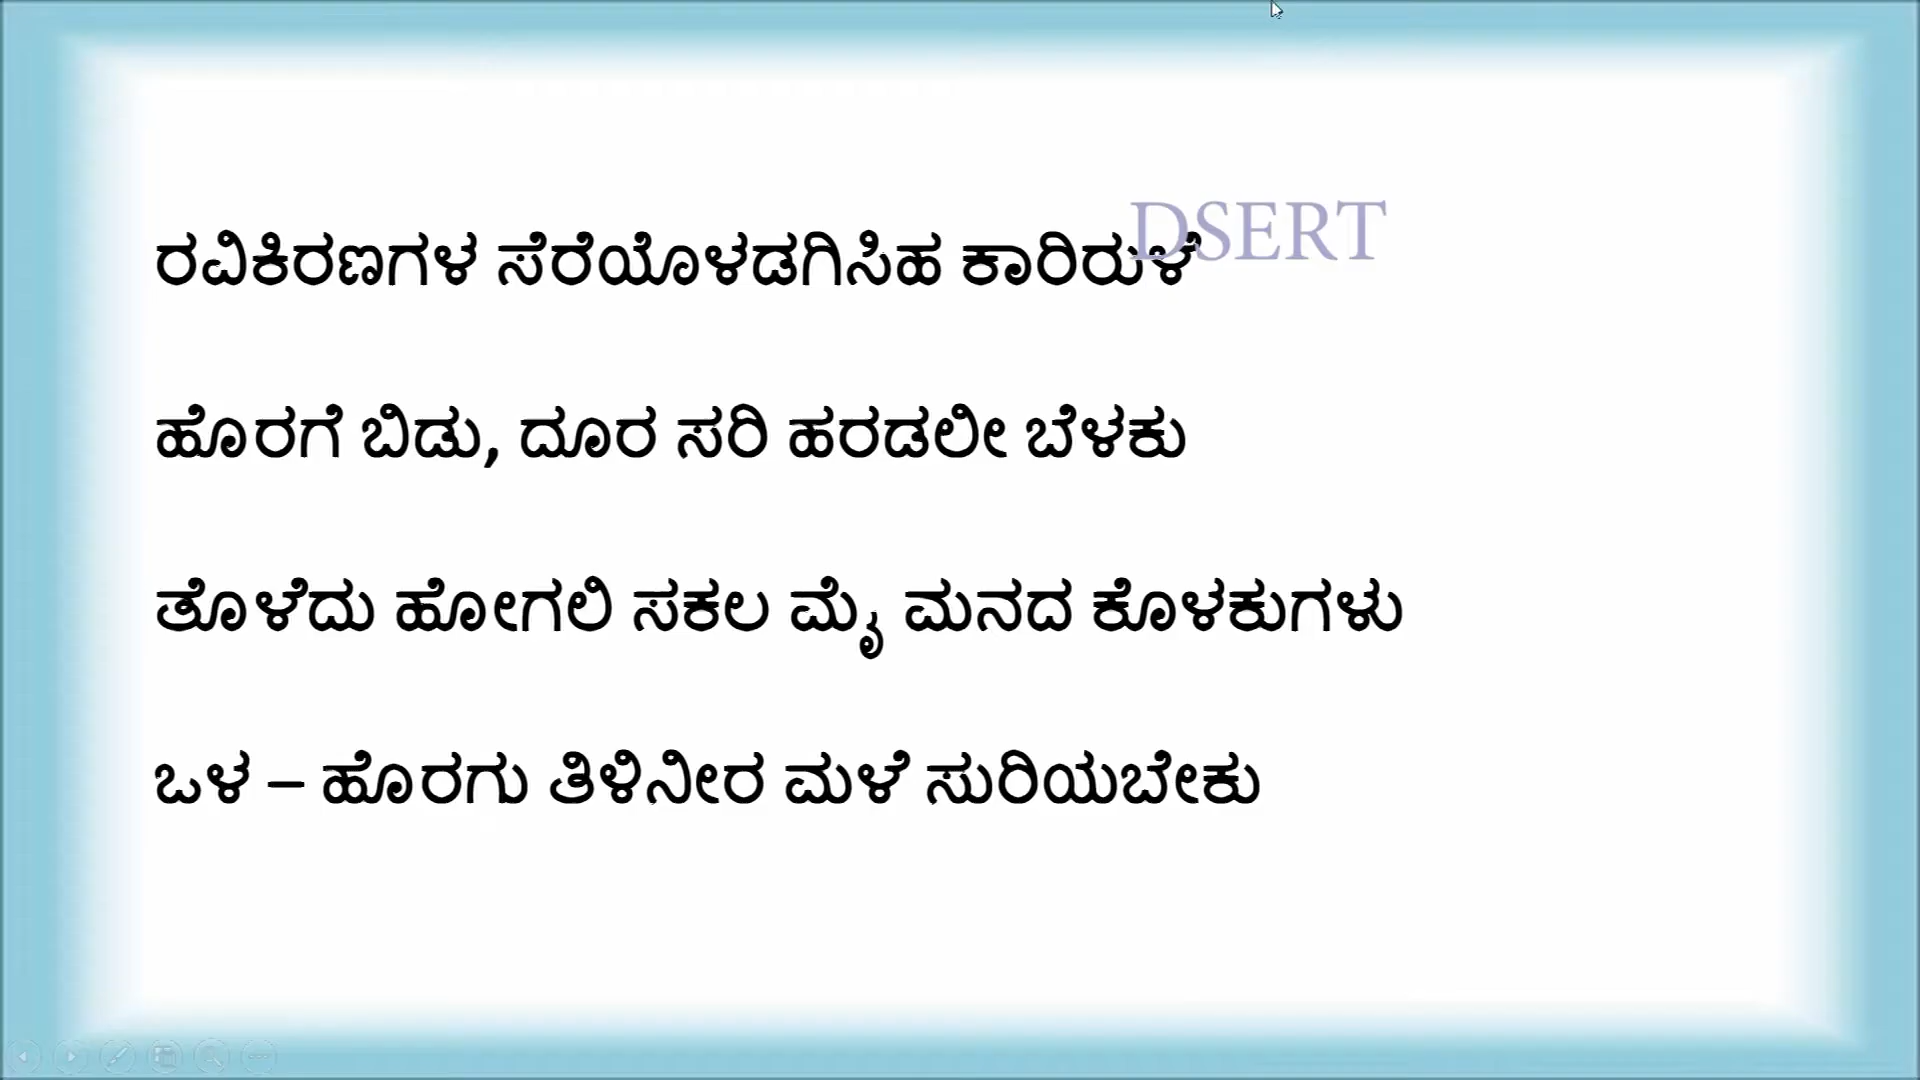 DSERT
ರವಿಕಿರಣಗಳ ಸೆರೆಯೊಳಡಗಿಸಿಹ ಕಾರಿರುಳೆ
ಹೊರಗೆ ಬಿಡು, ದೂರ ಸರಿ ಹರಡಲೀ ಬೆಳಕು
ತೊಳೆದು ಹೋಗಲಿ ಸಕಲ ಮೈ ಮನದ ಕೊಳಕುಗಳು
ಒಳ – ಹೊರಗು ತಿಳಿನೀರ ಮಳೆ ಸುರಿಯಬೇಕು